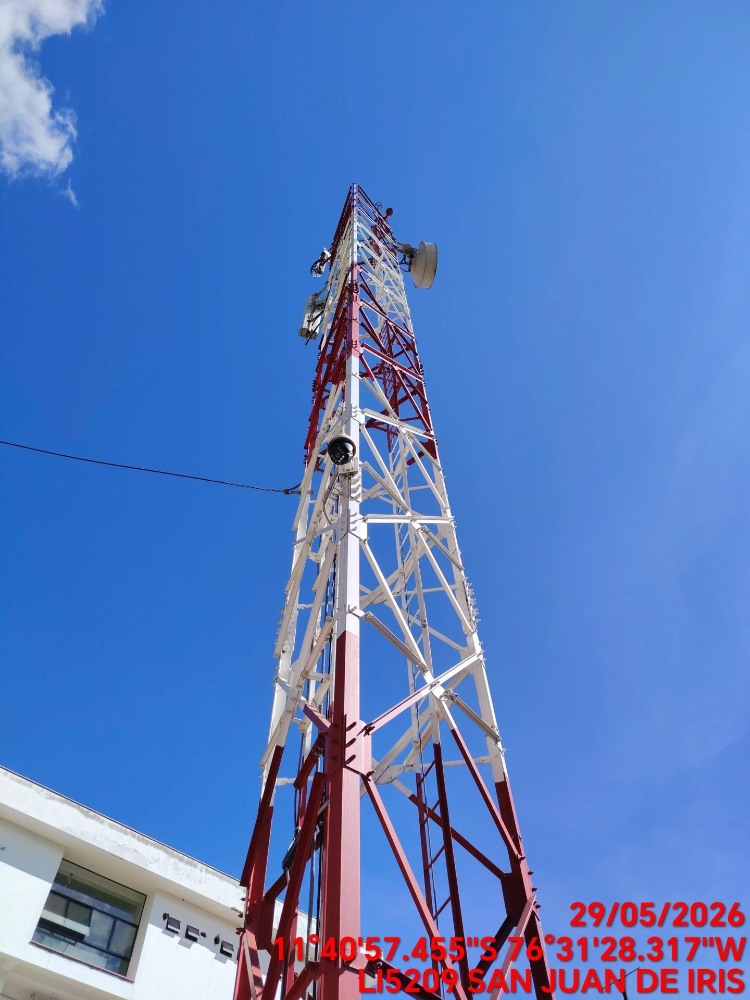 29/05/2026
11°40'57.455"S 76°31'28.317"W
LI5209 SAN JUAN DE IRIS